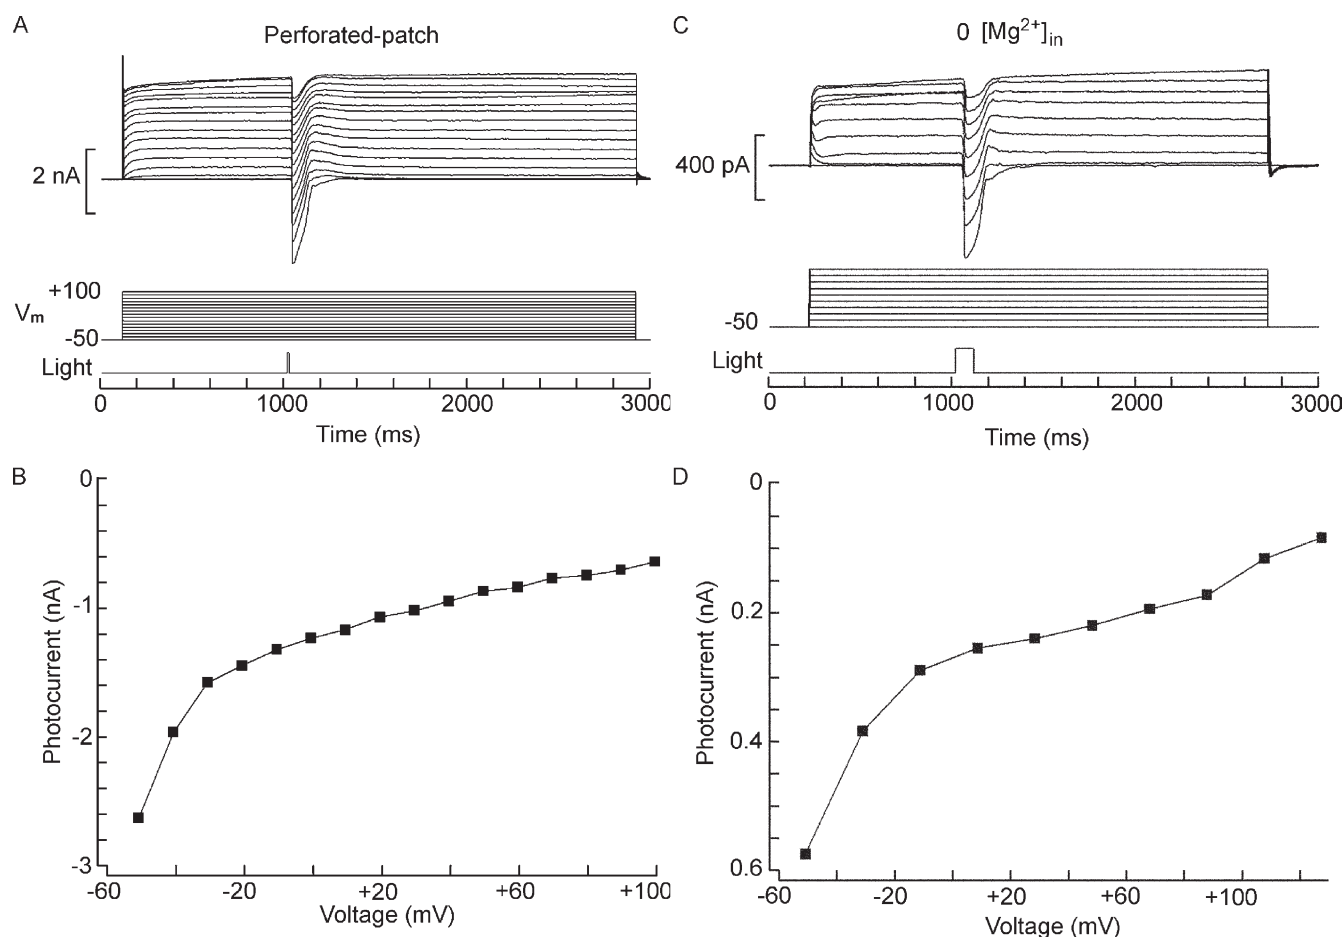 A
Perforated-patch
2 nA
+100
Vm
-50
Light
0 1000 2000 3000
Time (ms)
C
0 [Mg²⁺]in
400 pA
-50
Light
0 1000 2000 3000
Time (ms)
B
0
-1
-2
-3
Photocurrent (nA)
-60 -20 +20 +60 +100
Voltage (mV)
D
0
0.2
0.4
0.6
Photocurrent (nA)
-60 -20 +20 +60 +100
Voltage (mV)